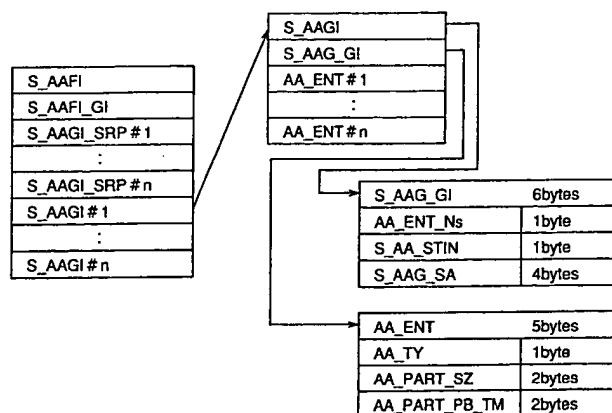 S_AAFI
S_AAFI_GI
S_AAGI_SRP#1
:
S_AAGI_SRP#n
S_AAGI#1
:
S_AAGI#n
S_AAGI
S_AAG_GI
AA_ENT#1
:
AA_ENT#n
S_AAG_GI 6bytes
AA_ENT_Ns 1byte
S_AA_STIN 1byte
S_AAG_SA 4bytes
AA_ENT 5bytes
AA_TY 1byte
AA_PART_SZ 2bytes
AA_PART_PB_TM 2bytes